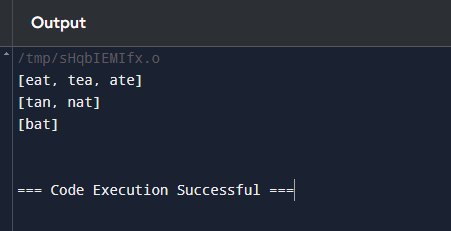 Output
/tmp/sHqbIEMIfx.o
[eat, tea, ate]
[tan, nat]
[bat]
=== Code Execution Successful ===